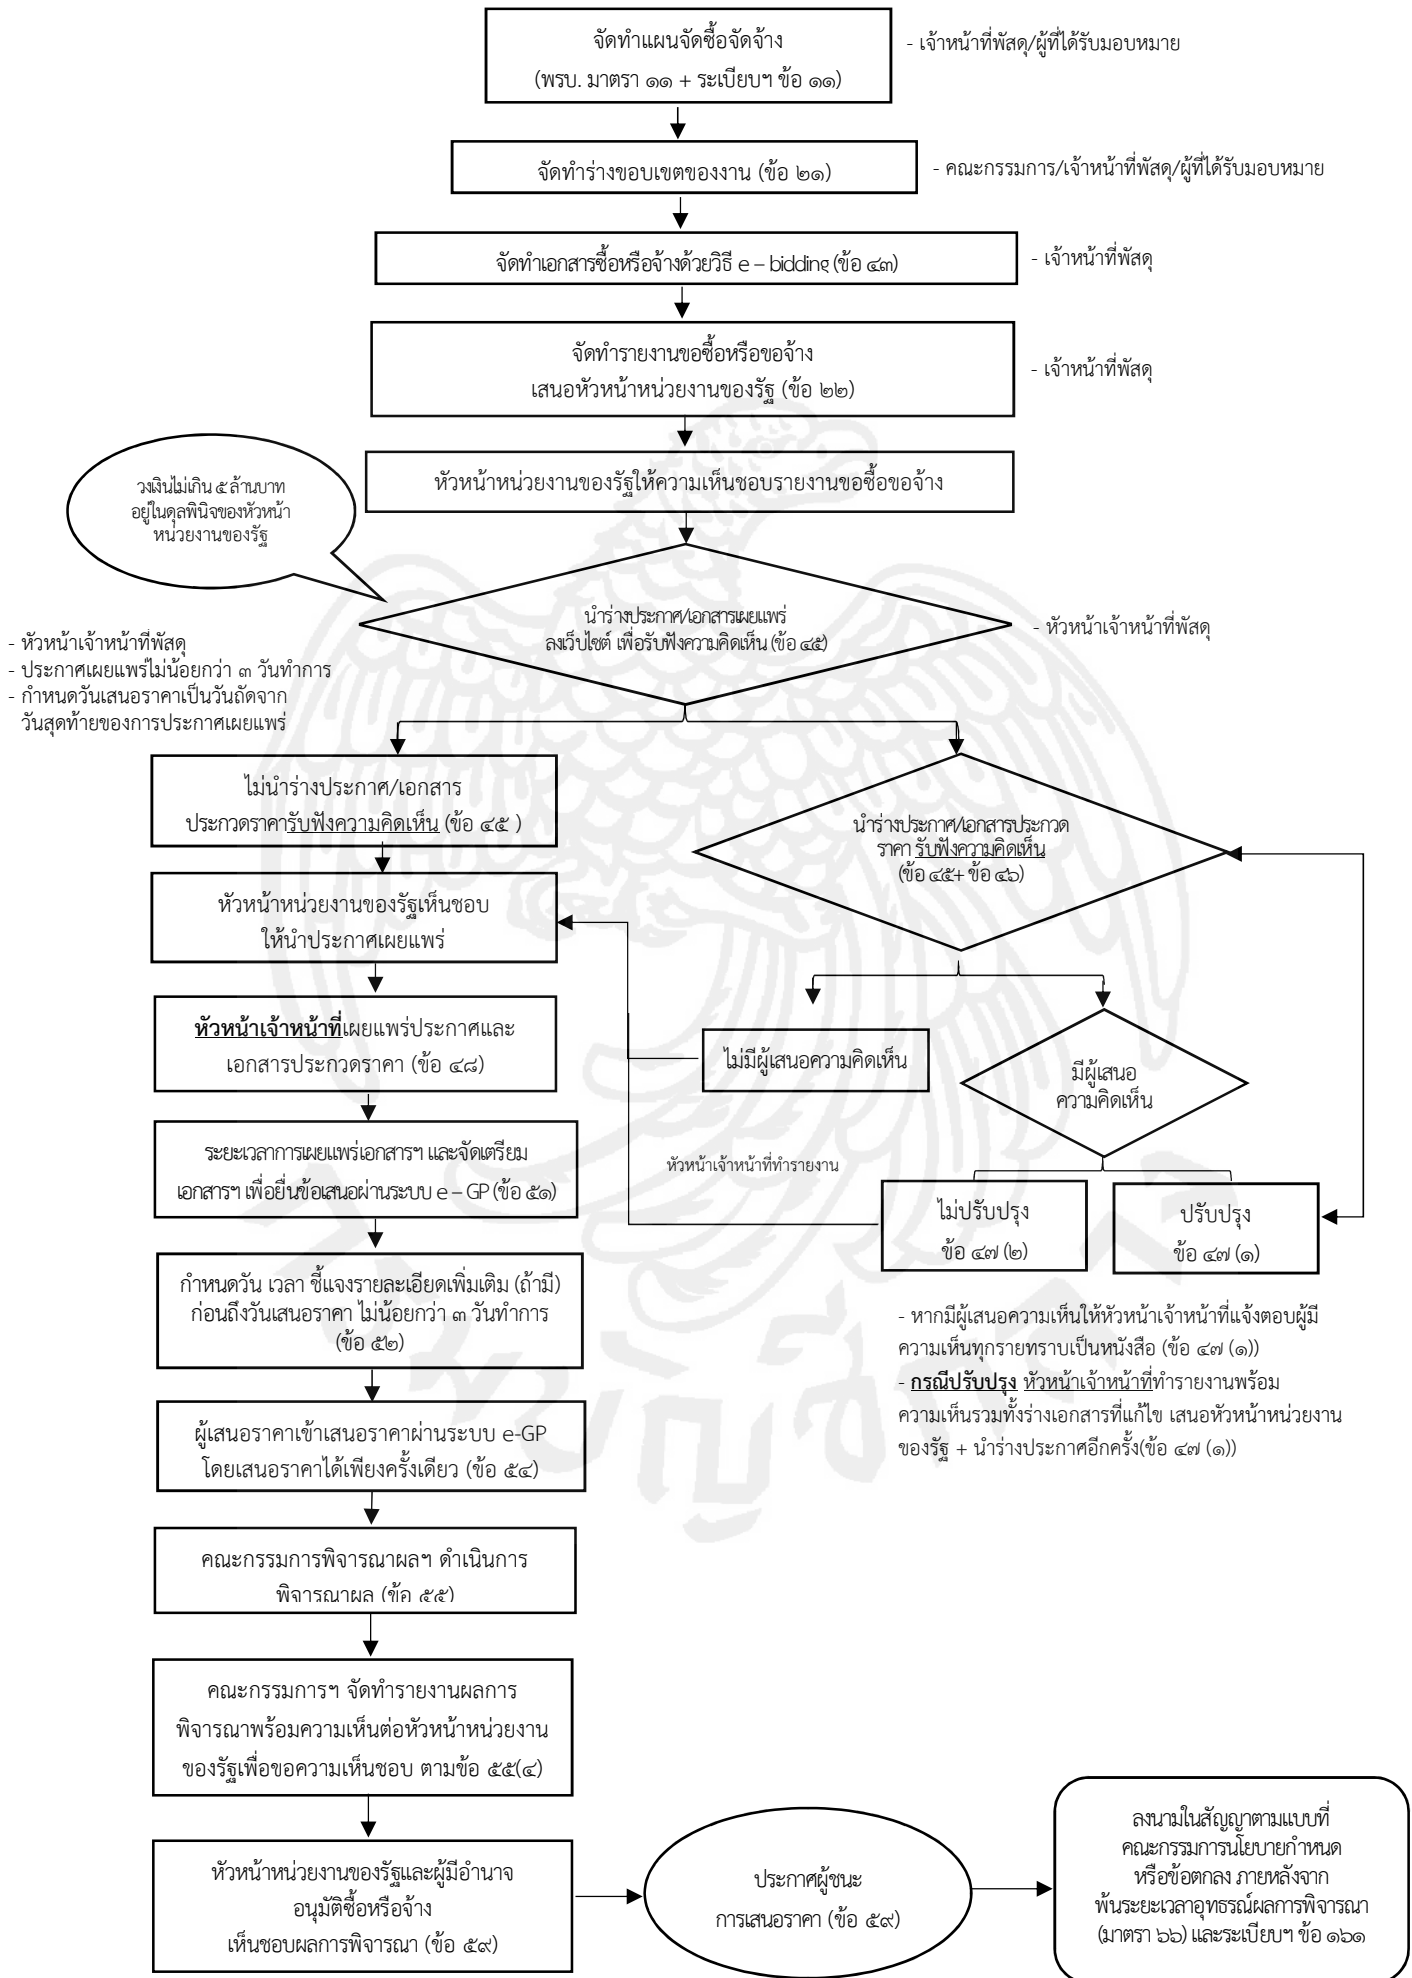 จัดทำแผนจัดซื้อจัดจ้าง
(พรบ. มาตรา ๑๑ + ระเบียบฯ ข้อ ๑๑)
- เจ้าหน้าที่พัสดุ/ผู้ที่ได้รับมอบหมาย
จัดทำร่างขอบเขตของงาน (ข้อ ๒๑)
- คณะกรรมการ/เจ้าหน้าที่พัสดุ/ผู้ที่ได้รับมอบหมาย
จัดทำเอกสารซื้อหรือจ้างด้วยวิธี e – bidding (ข้อ ๔๓)
- เจ้าหน้าที่พัสดุ
จัดทำรายงานขอซื้อหรือขอจ้าง
เสนอหัวหน้าหน่วยงานของรัฐ (ข้อ ๒๒)
- เจ้าหน้าที่พัสดุ
หัวหน้าหน่วยงานของรัฐให้ความเห็นชอบรายงานขอซื้อขอจ้าง
วงเงินไม่เกิน ๕ ล้านบาท
อยู่ในดุลพินิจของหัวหน้า
หน่วยงานของรัฐ
นำร่างประกาศ/เอกสารเผยแพร่
ลงเว็บไซต์ เพื่อรับฟังความคิดเห็น (ข้อ ๔๕)
- หัวหน้าเจ้าหน้าที่พัสดุ
- หัวหน้าเจ้าหน้าที่พัสดุ
- ประกาศเผยแพร่ไม่น้อยกว่า ๓ วันทำการ
- กำหนดวันเสนอราคาเป็นวันถัดจาก
วันสุดท้ายของการประกาศเผยแพร่
ไม่นำร่างประกาศ/เอกสาร
ประกวดราคารับฟังความคิดเห็น (ข้อ ๔๕ )
นำร่างประกาศ/เอกสารประกวด
ราคา รับฟังความคิดเห็น
(ข้อ ๔๕+ ข้อ ๔๖)
หัวหน้าหน่วยงานของรัฐเห็นชอบ
ให้นำประกาศเผยแพร่
หัวหน้าเจ้าหน้าที่เผยแพร่ประกาศและ
เอกสารประกวดราคา (ข้อ ๔๘)
ไม่มีผู้เสนอความคิดเห็น
มีผู้เสนอ
ความคิดเห็น
ระยะเวลาการเผยแพร่เอกสารฯ และจัดเตรียม
เอกสารฯ เพื่อยื่นข้อเสนอผ่านระบบ e – GP (ข้อ ๕๑)
หัวหน้าเจ้าหน้าที่ทำรายงาน
ไม่ปรับปรุง
ข้อ ๔๗ (๒)
ปรับปรุง
ข้อ ๔๗ (๑)
กำหนดวัน เวลา ชี้แจงรายละเอียดเพิ่มเติม (ถ้ามี)
ก่อนถึงวันเสนอราคา ไม่น้อยกว่า ๓ วันทำการ
(ข้อ ๕๒)
- หากมีผู้เสนอความเห็นให้หัวหน้าเจ้าหน้าที่แจ้งตอบผู้มี
ความเห็นทุกรายทราบเป็นหนังสือ (ข้อ ๔๗ (๑))
- กรณีปรับปรุง หัวหน้าเจ้าหน้าที่ทำรายงานพร้อม
ความเห็นรวมทั้งร่างเอกสารที่แก้ไข เสนอหัวหน้าหน่วยงาน
ของรัฐ + นำร่างประกาศอีกครั้ง(ข้อ ๔๗ (๑))
ผู้เสนอราคาเข้าเสนอราคาผ่านระบบ e-GP
โดยเสนอราคาได้เพียงครั้งเดียว (ข้อ ๕๔)
คณะกรรมการพิจารณาผลฯ ดำเนินการ
พิจารณาผล (ข้อ ๕๕)
คณะกรรมการฯ จัดทำรายงานผลการ
พิจารณาพร้อมความเห็นต่อหัวหน้าหน่วยงาน
ของรัฐเพื่อขอความเห็นชอบ ตามข้อ ๕๕(๔)
หัวหน้าหน่วยงานของรัฐและผู้มีอำนาจ
อนุมัติซื้อหรือจ้าง
เห็นชอบผลการพิจารณา (ข้อ ๕๙)
ประกาศผู้ชนะ
การเสนอราคา (ข้อ ๕๙)
ลงนามในสัญญาตามแบบที่
คณะกรรมการนโยบายกำหนด
หรือข้อตกลง ภายหลังจาก
พ้นระยะเวลาอุทธรณ์ผลการพิจารณา
(มาตรา ๖๖) และระเบียบฯ ข้อ ๑๖๑